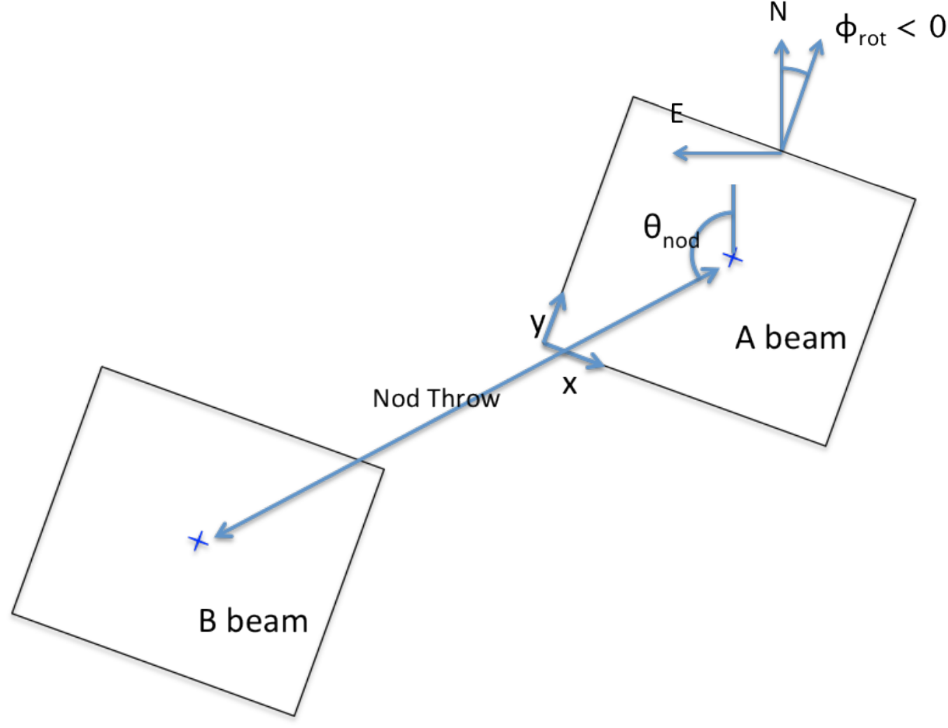 N
ϕrot < 0
E
θnod
y
A beam
x
Nod Throw
B beam